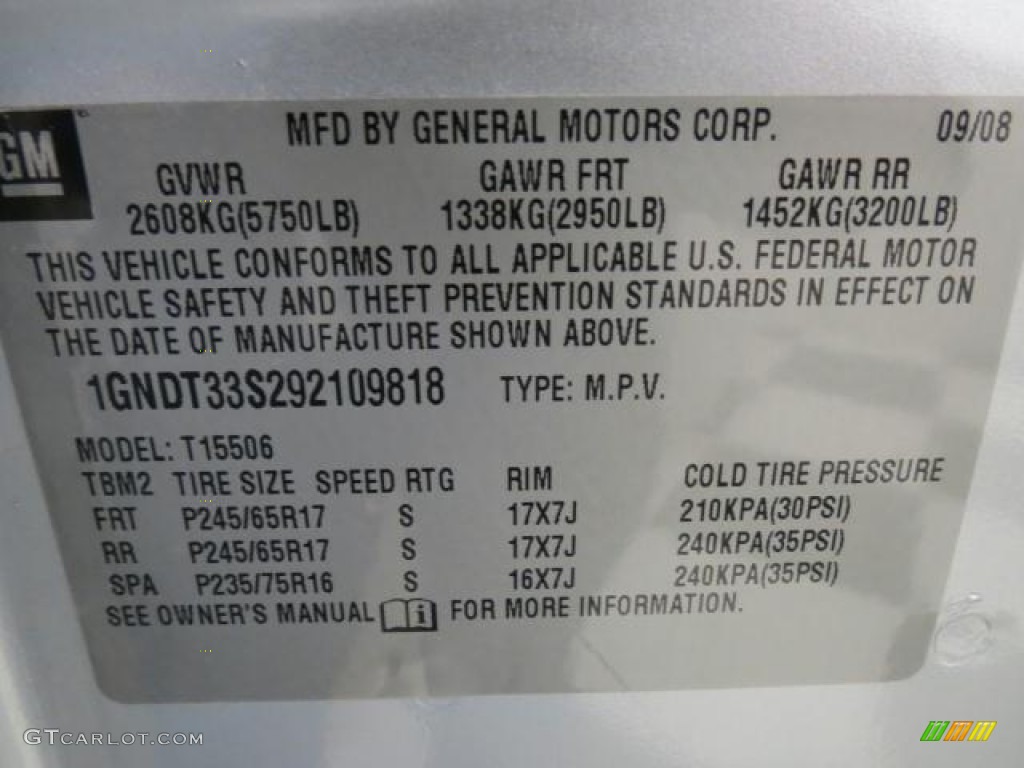 GM
MFD BY GENERAL MOTORS CORP. 09/08
GVWR GAWR FRT GAWR RR
2608KG(5750LB) 1338KG(2950LB) 1452KG(3200LB)
THIS VEHICLE CONFORMS TO ALL APPLICABLE U.S. FEDERAL MOTOR
VEHICLE SAFETY AND THEFT PREVENTION STANDARDS IN EFFECT ON
THE DATE OF MANUFACTURE SHOWN ABOVE.
1GNDT33S292109818 TYPE: M.P.V.
MODEL: T15506
TBM2 TIRE SIZE SPEED RTG RIM COLD TIRE PRESSURE
FRT P245/65R17 S 17X7J 210KPA(30PSI)
RR P245/65R17 S 17X7J 240KPA(35PSI)
SPA P235/75R16 S 16X7J 240KPA(35PSI)
SEE OWNER'S MANUAL i FOR MORE INFORMATION.
GTCARLOT.COM